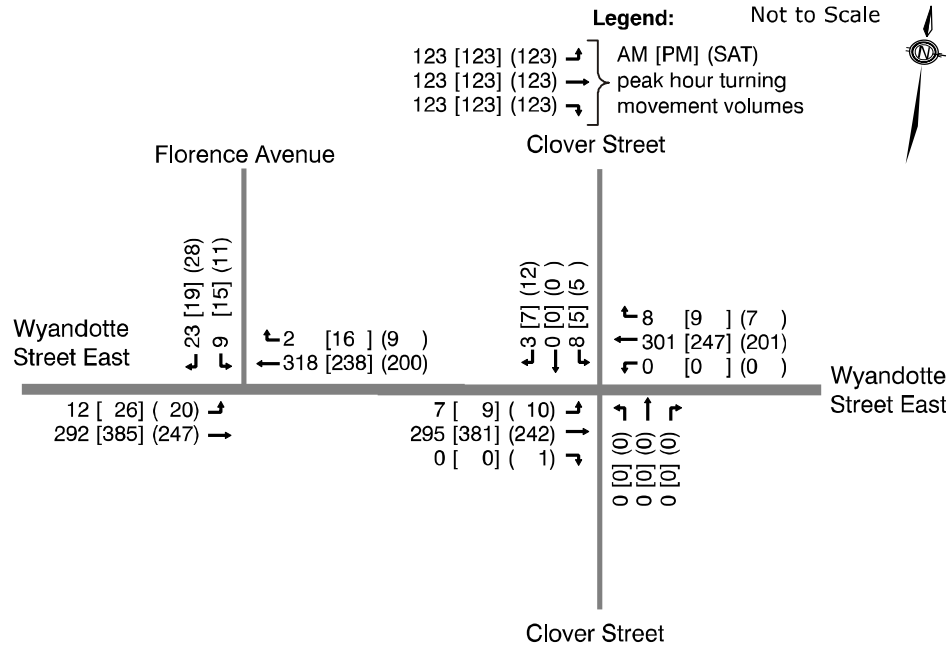 Legend:
Not to Scale
N
123 [123] (123)
123 [123] (123)
123 [123] (123)
AM [PM] (SAT)
peak hour turning
movement volumes
Florence Avenue
Clover Street
23 [19] (28)
9 [15] (11)
3 [7] (12)
0 [0] (0 )
8 [5] (5 )
Wyandotte
Street East
2 [16 ] (9 )
318 [238] (200)
8 [9 ] (7 )
301 [247] (201)
0 [0 ] (0 )
Wyandotte
Street East
12 [ 26] ( 20)
292 [385] (247)
7 [ 9] ( 10)
295 [381] (242)
0 [ 0] ( 1)
0 [0] (0)
0 [0] (0)
0 [0] (0)
Clover Street